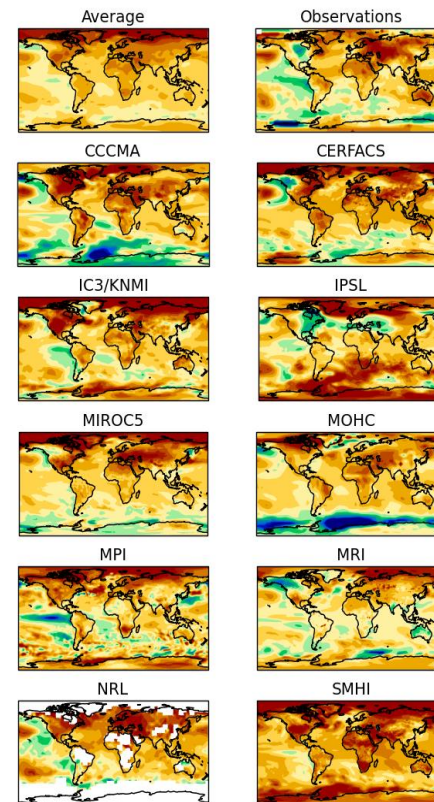 Average
Observations
CCCMA
CERFACS
IC3/KNMI
IPSL
MIROC5
MOHC
MPI
MRI
NRL
SMHI